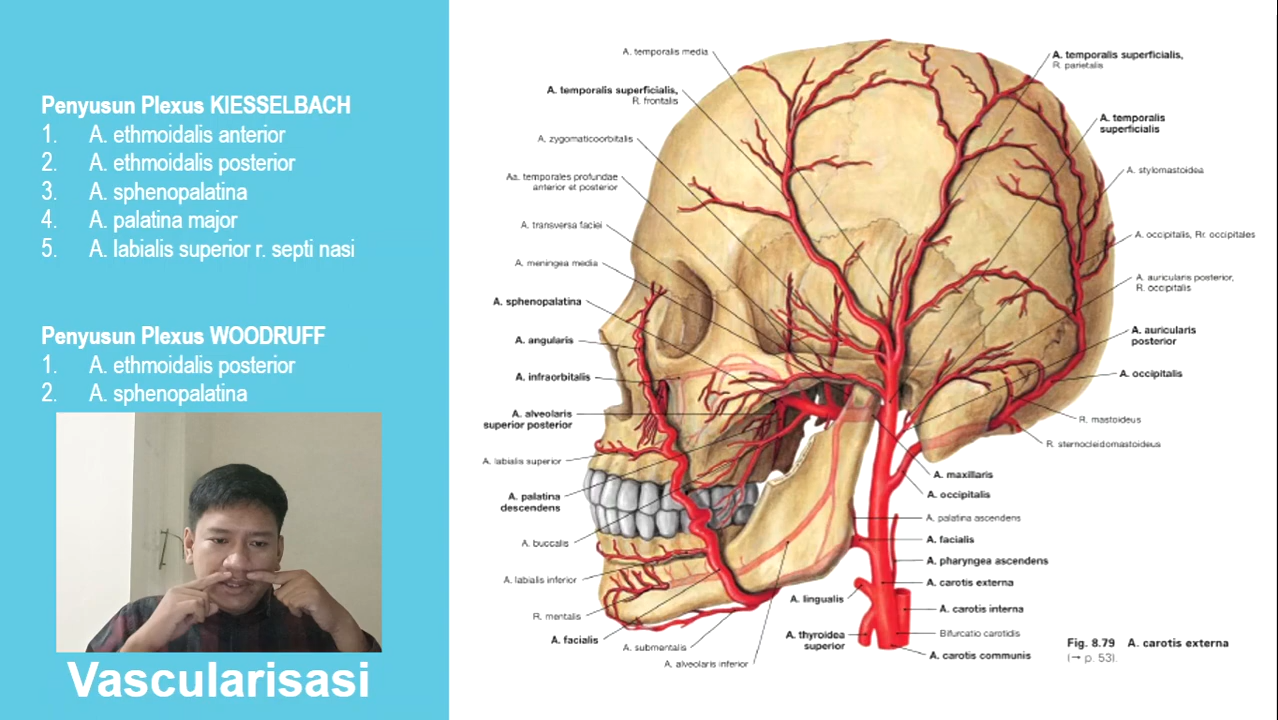 Penyusun Plexus KIESSELBACH
1. A. ethmoidalis anterior
2. A. ethmoidalis posterior
3. A. sphenopalatina
4. A. palatina major
5. A. labialis superior r. septi nasi
Penyusun Plexus WOODRUFF
1. A. ethmoidalis posterior
2. A. sphenopalatina
Vascularisasi
A. temporalis media
A. temporalis superficialis,
R. frontalis
A. zygomaticoorbitalis
Aa. temporales profundae
anterior et posterior
A. transversa faciei
A. meningea media
A. sphenopalatina
A. angularis
A. infraorbitalis
A. alveolaris
superior posterior
A. labialis superior
A. palatina
descendens
A. buccalis
A. labialis inferior
R. mentalis
A. facialis
A. submentalis
A. alveolaris inferior
A. temporalis superficialis,
R. parietalis
A. temporalis
superficialis
A. stylomastoidea
A. occipitalis, Rr. occipitales
A. auricularis posterior,
R. occipitalis
A. auricularis
posterior
A. occipitalis
R. mastoideus
R. sternocleidomastoideus
A. maxillaris
A. occipitalis
A. palatina ascendens
A. facialis
A. pharyngea ascendens
A. carotis externa
A. lingualis
A. carotis interna
A. thyroidea
superior
Bifurcatio carotidis
A. carotis communis
Fig. 8.79 A. carotis externa
(→ p. 53).